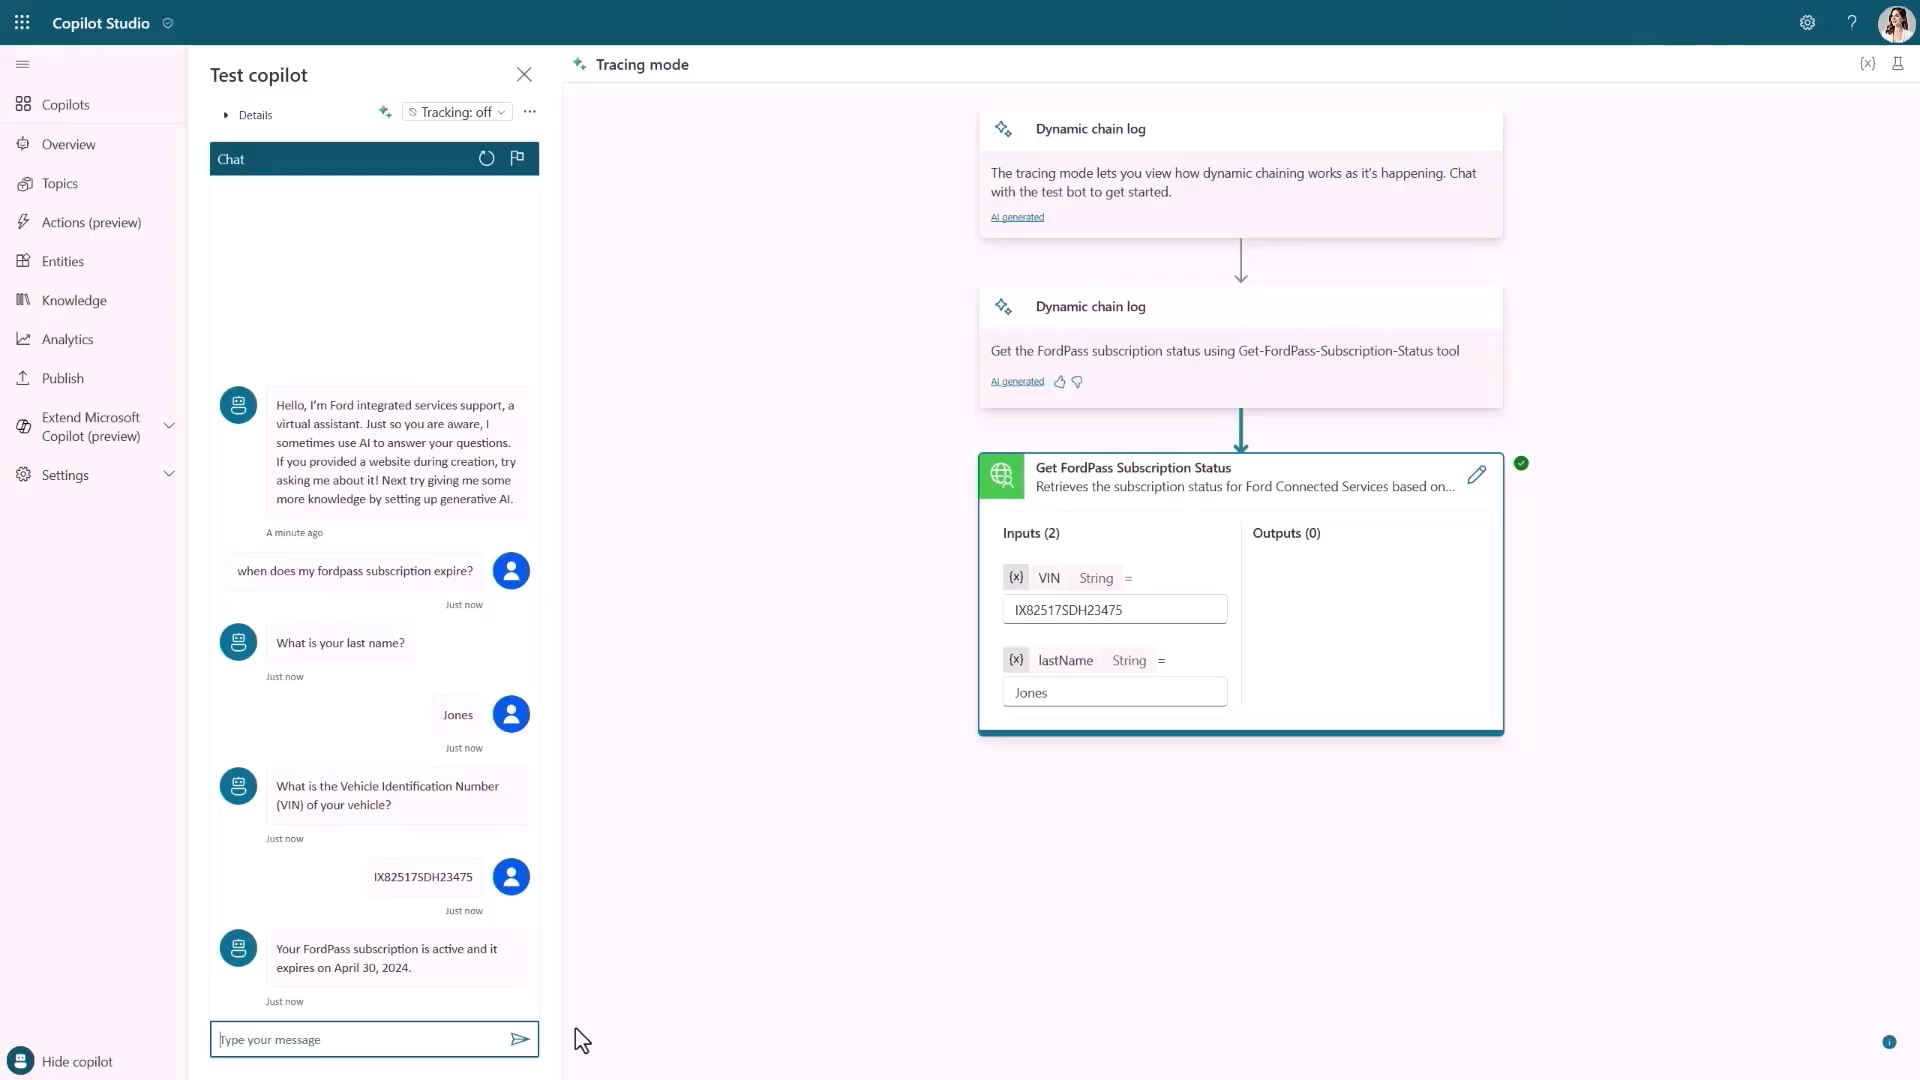 Copilot Studio
Copilots
Overview
Topics
Actions (preview)
Entities
Knowledge
Analytics
Publish
Extend Microsoft
Copilot (preview)
Settings
Hide copilot
Test copilot
Details
Tracking: off
Chat
Hello, I'm Ford integrated services support, a
virtual assistant. Just so you are aware, I
sometimes use AI to answer your questions.
If you provided a website during creation, try
asking me about it! Next try giving me some
more knowledge by setting up generative AI.
A minute ago
when does my fordpass subscription expire?
Just now
What is your last name?
Just now
Jones
Just now
What is the Vehicle Identification Number
(VIN) of your vehicle?
Just now
IX82517SDH23475
Just now
Your FordPass subscription is active and it
expires on April 30, 2024.
Just now
Type your message
Tracing mode
{x}
Dynamic chain log
The tracing mode lets you view how dynamic chaining works as it's happening. Chat
with the test bot to get started.
AI generated
Dynamic chain log
Get the FordPass subscription status using Get-FordPass-Subscription-Status tool
AI generated
Get FordPass Subscription Status
Retrieves the subscription status for Ford Connected Services based on...
Inputs (2)
Outputs (0)
{x} VIN String =
IX82517SDH23475
{x} lastName String =
Jones